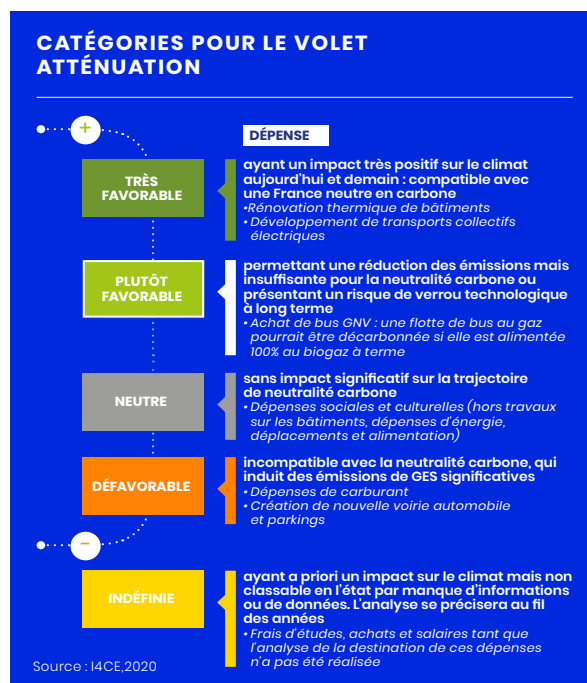 CATÉGORIES POUR LE VOLET
ATTÉNUATION
+
DÉPENSE
TRÈS
FAVORABLE
ayant un impact très positif sur le climat
aujourd'hui et demain : compatible avec
une France neutre en carbone
•Rénovation thermique de bâtiments
• Développement de transports collectifs
électriques
PLUTÔT
FAVORABLE
permettant une réduction des émissions mais
insuffisante pour la neutralité carbone ou
présentant un risque de verrou technologique
à long terme
• Achat de bus GNV : une flotte de bus au gaz
pourrait être décarbonnée si elle est alimentée
100% au biogaz à terme
NEUTRE
sans impact significatif sur la trajectoire
de neutralité carbone
• Dépenses sociales et culturelles (hors travaux
sur les bâtiments, dépenses d'énergie,
déplacements et alimentation)
DÉFAVORABLE
incompatible avec la neutralité carbone, qui
induit des émissions de GES significatives
• Dépenses de carburant
• Création de nouvelle voirie automobile
et parkings
–
INDÉFINIE
ayant a priori un impact sur le climat mais non
classable en l'état par manque d'informations
ou de données. L'analyse se précisera au fil
des années
• Frais d'études, achats et salaires tant que
l'analyse de la destination de ces dépenses
n'a pas été réalisée
Source : I4CE,2020